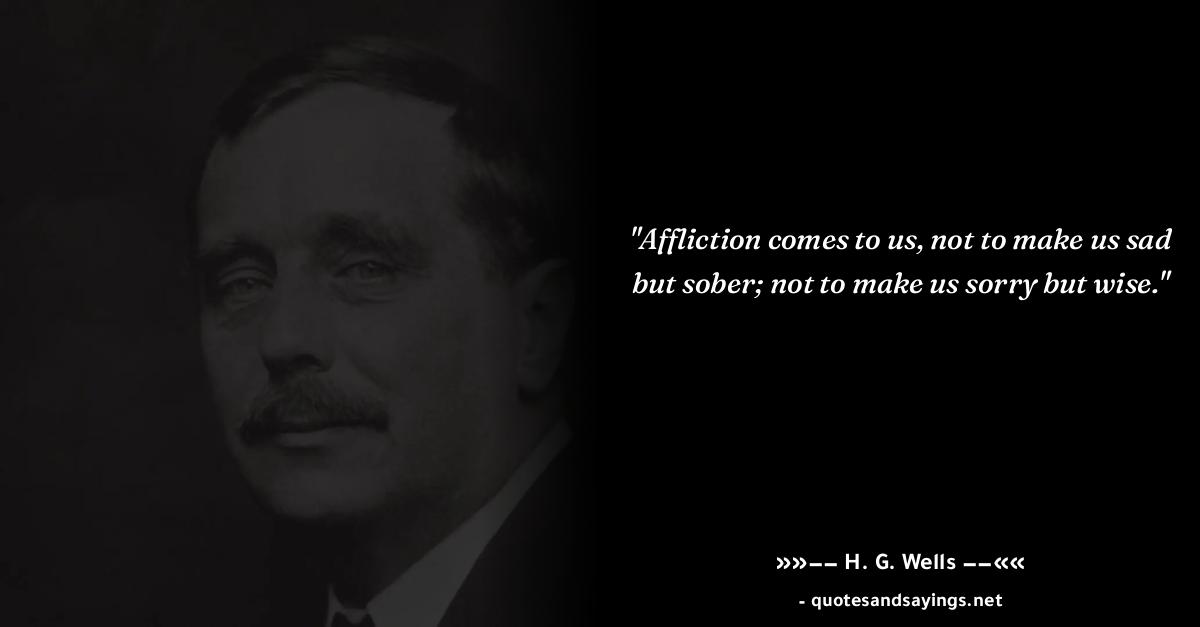 "Affliction comes to us, not to make us sad
but sober; not to make us sorry but wise."
»»−− H. G. Wells −−««
- quotesandsayings.net